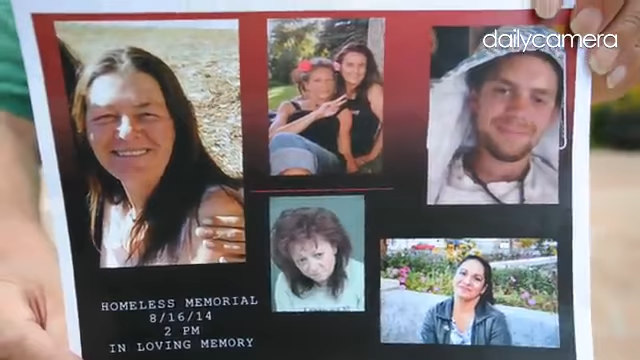 dailycamera
HOMELESS MEMORIAL
8/16/14
2 PM
IN LOVING MEMORY